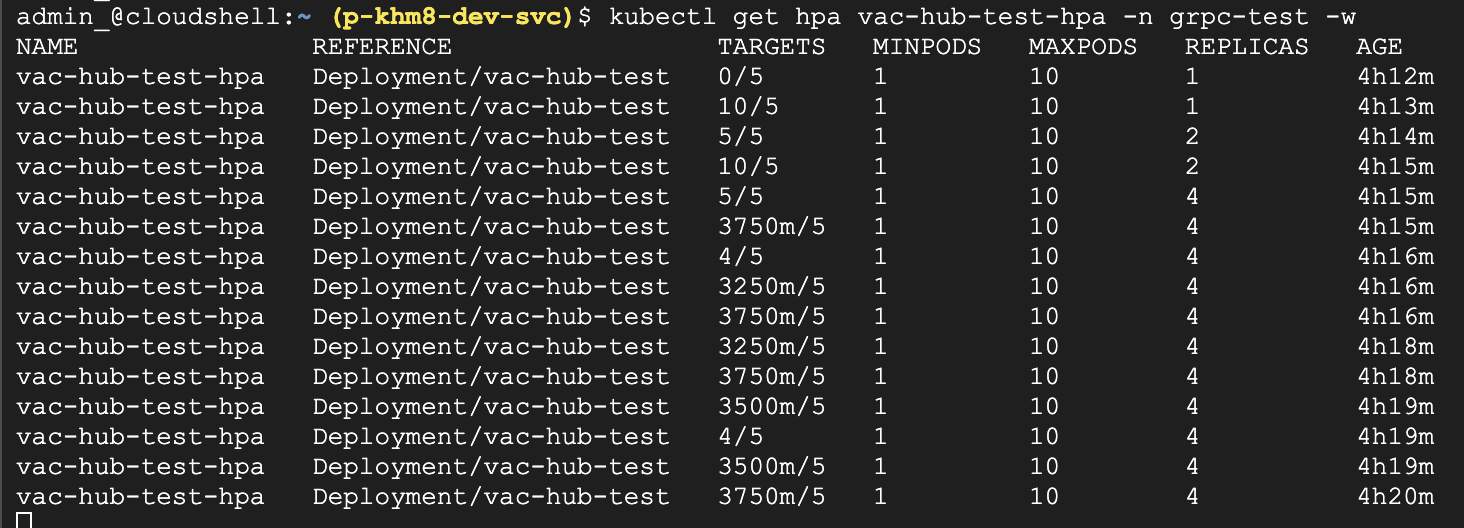 admin_@cloudshell:~ (p-khm8-dev-svc)$ kubectl get hpa vac-hub-test-hpa -n grpc-test -w
NAME REFERENCE TARGETS MINPODS MAXPODS REPLICAS AGE
vac-hub-test-hpa Deployment/vac-hub-test 0/5 1 10 1 4h12m
vac-hub-test-hpa Deployment/vac-hub-test 10/5 1 10 1 4h13m
vac-hub-test-hpa Deployment/vac-hub-test 5/5 1 10 2 4h14m
vac-hub-test-hpa Deployment/vac-hub-test 10/5 1 10 2 4h15m
vac-hub-test-hpa Deployment/vac-hub-test 5/5 1 10 4 4h15m
vac-hub-test-hpa Deployment/vac-hub-test 3750m/5 1 10 4 4h15m
vac-hub-test-hpa Deployment/vac-hub-test 4/5 1 10 4 4h16m
vac-hub-test-hpa Deployment/vac-hub-test 3250m/5 1 10 4 4h16m
vac-hub-test-hpa Deployment/vac-hub-test 3750m/5 1 10 4 4h16m
vac-hub-test-hpa Deployment/vac-hub-test 3250m/5 1 10 4 4h18m
vac-hub-test-hpa Deployment/vac-hub-test 3750m/5 1 10 4 4h18m
vac-hub-test-hpa Deployment/vac-hub-test 3500m/5 1 10 4 4h19m
vac-hub-test-hpa Deployment/vac-hub-test 4/5 1 10 4 4h19m
vac-hub-test-hpa Deployment/vac-hub-test 3500m/5 1 10 4 4h19m
vac-hub-test-hpa Deployment/vac-hub-test 3750m/5 1 10 4 4h20m